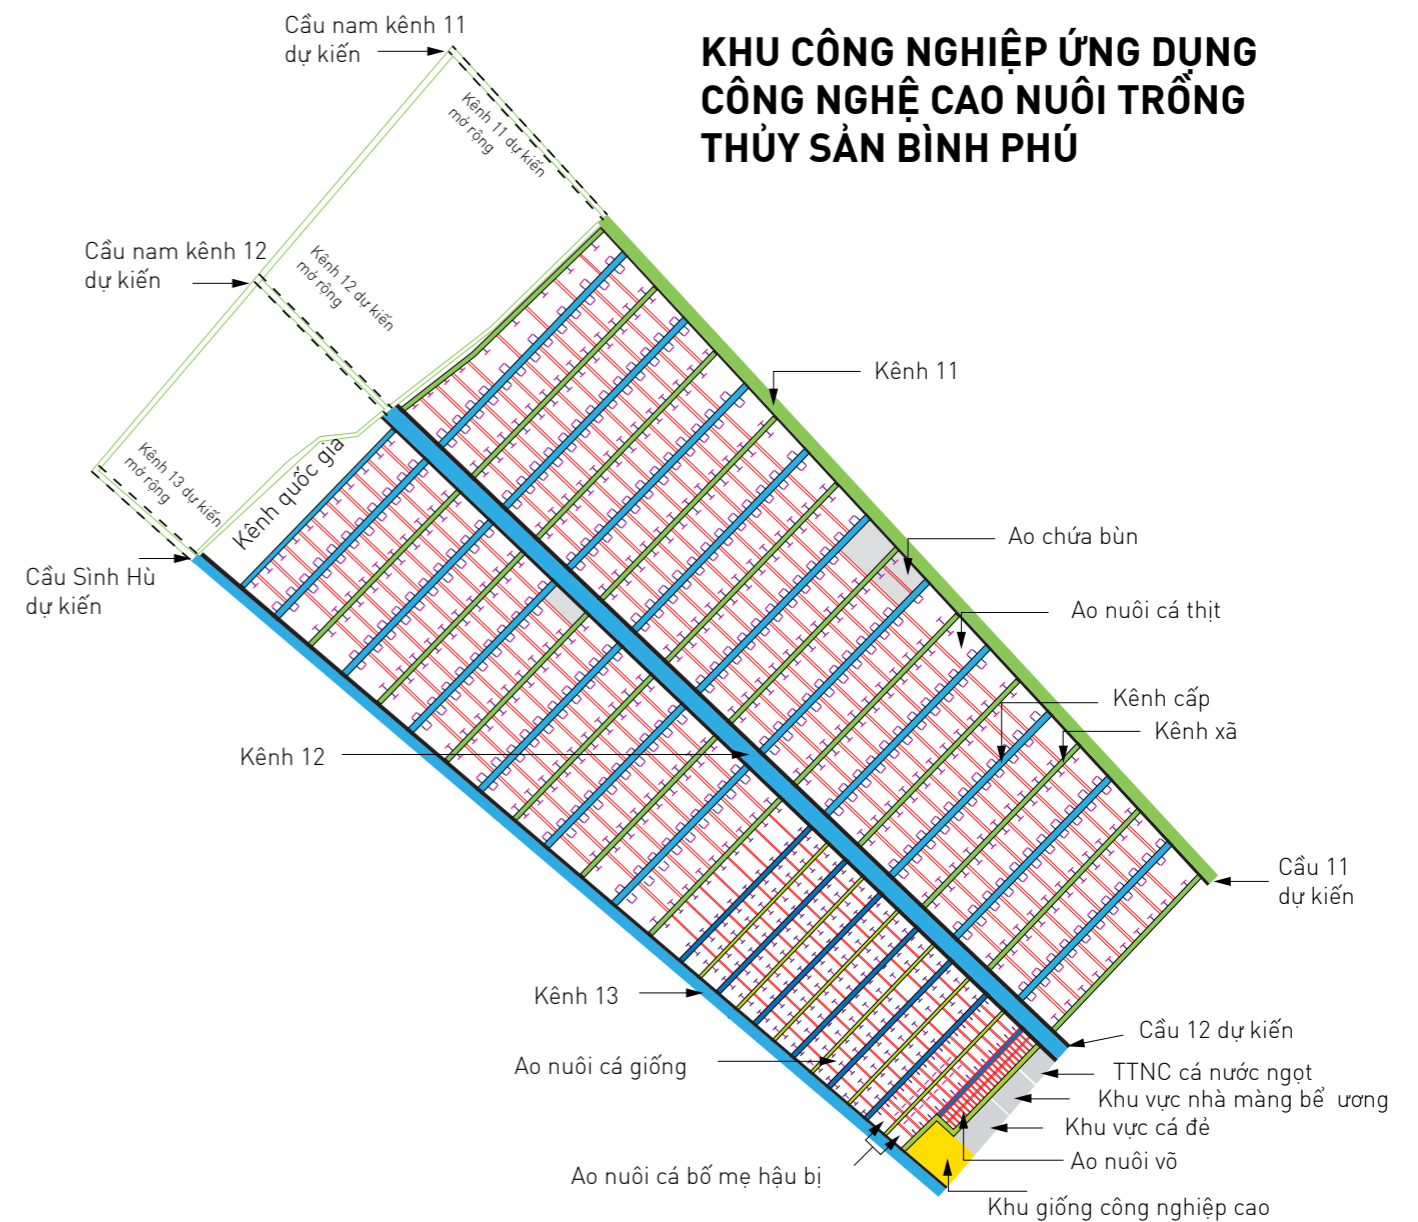 KHU CÔNG NGHIỆP ỨNG DỤNG
CÔNG NGHỆ CAO NUÔI TRỒNG
THỦY SẢN BÌNH PHÚ
Cầu nam kênh 11
dự kiến
Kênh 11 dự kiến
mở rộng
Cầu nam kênh 12
dự kiến
Kênh 12 dự kiến
mở rộng
Kênh 11
Kênh 13 dự kiến
mở rộng
Kênh quốc gia
Ao chứa bùn
Cầu Sình Hù
dự kiến
Ao nuôi cá thịt
Kênh cấp
Kênh xã
Kênh 12
Cầu 11
dự kiến
Kênh 13
Cầu 12 dự kiến
Ao nuôi cá giống
TTNC cá nước ngọt
Khu vực nhà màng bể ương
Khu vực cá đẻ
Ao nuôi võ
Ao nuôi cá bố mẹ hậu bị
Khu giống công nghiệp cao